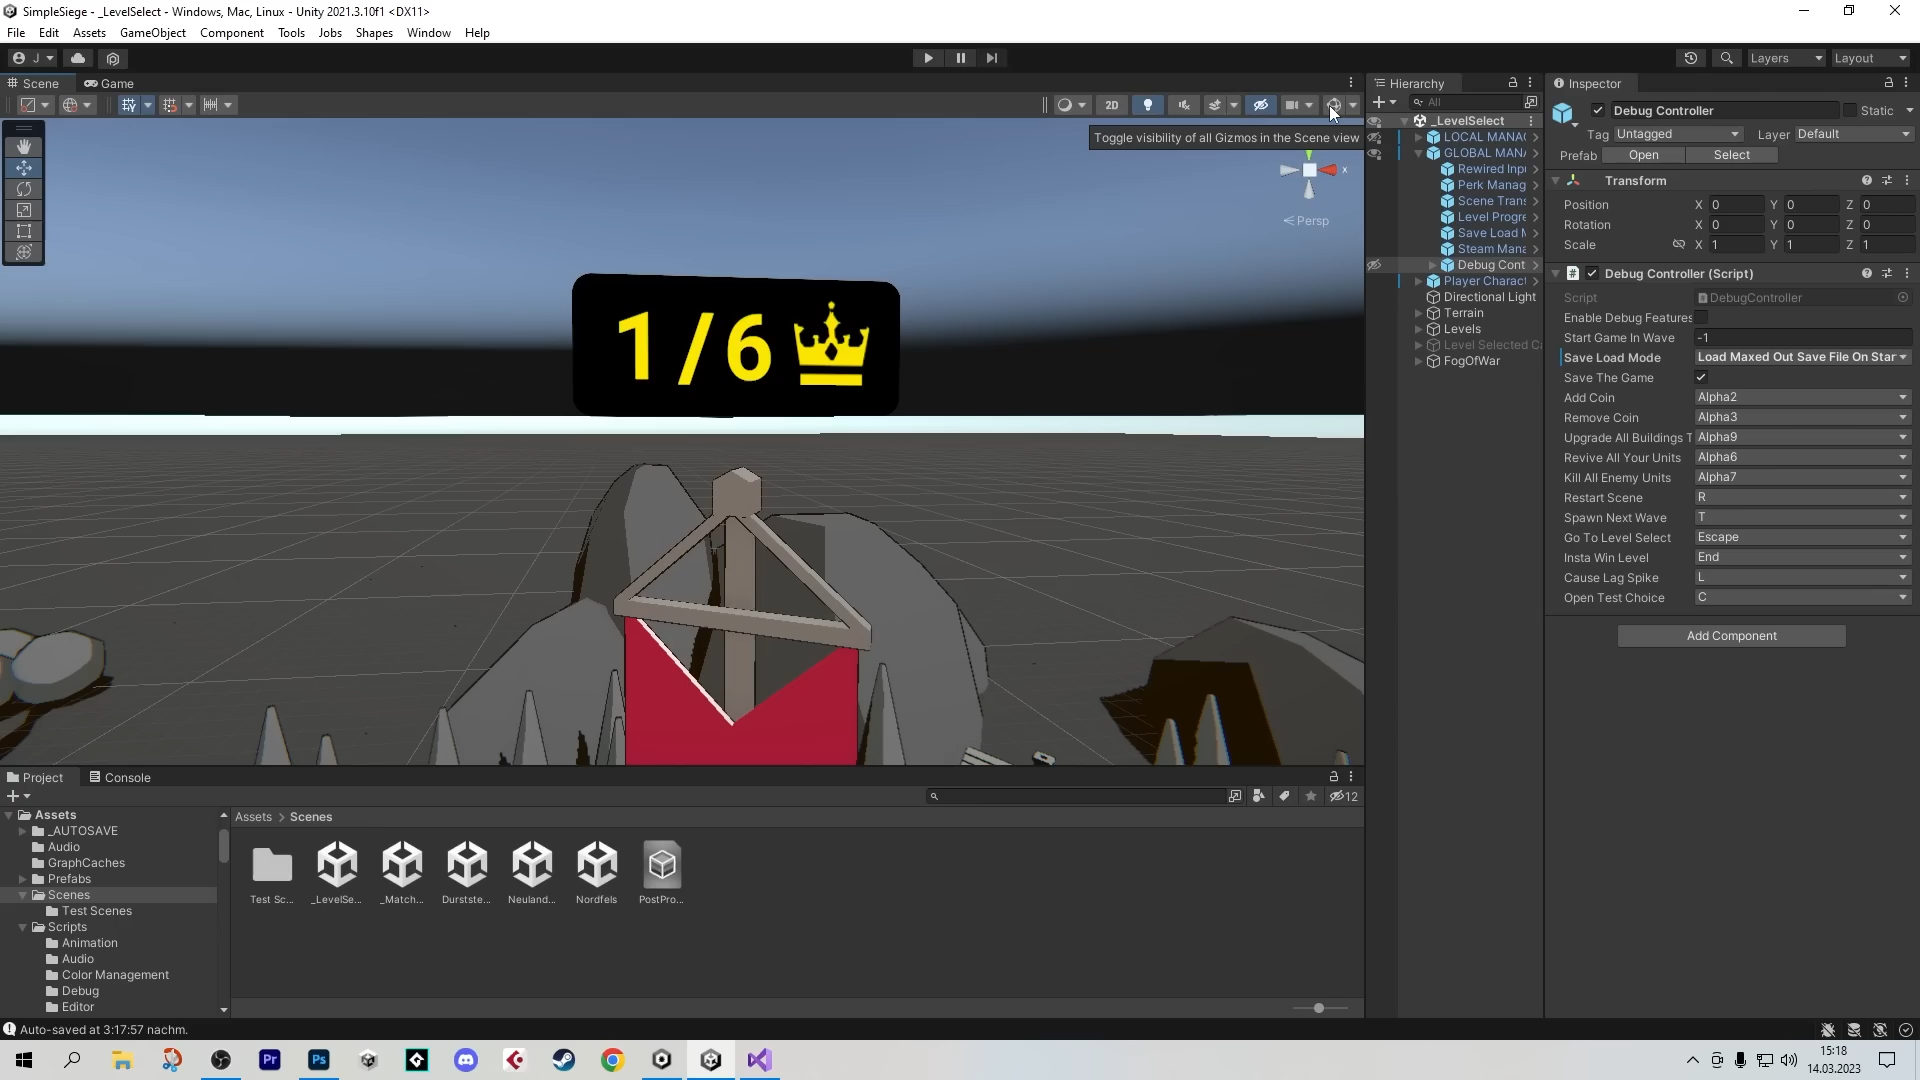 SimpleSiege - _LevelSelect - Windows, Mac, Linux - Unity 2021.3.10f1 <DX11>
File Edit Assets GameObject Component Tools Jobs Shapes Window Help
J
Layers
Layout
Scene
Game
2D
Toggle visibility of all Gizmos in the Scene view
x
Persp
1/6
Hierarchy
All
_LevelSelect
LOCAL MANAG
GLOBAL MAN
Rewired Inp
Perk Manag
Scene Trans
Level Progre
Save Load M
Steam Mana
Debug Cont
Player Charact
Directional Light
Terrain
Levels
Level Selected Ca
FogOfWar
Inspector
Debug Controller
Static
Tag Untagged Layer Default
Prefab Open Select
Transform
Position X 0 Y 0 Z 0
Rotation X 0 Y 0 Z 0
Scale X 1 Y 1 Z 1
Debug Controller (Script)
Script DebugController
Enable Debug Features
Start Game In Wave -1
Save Load Mode Load Maxed Out Save File On Star
Save The Game
Add Coin Alpha2
Remove Coin Alpha3
Upgrade All Buildings T Alpha9
Revive All Your Units Alpha6
Kill All Enemy Units Alpha7
Restart Scene R
Spawn Next Wave T
Go To Level Select Escape
Insta Win Level End
Cause Lag Spike L
Open Test Choice C
Add Component
Project
Console
12
Assets
_AUTOSAVE
Audio
GraphCaches
Prefabs
Scenes
Test Scenes
Scripts
Animation
Audio
Color Management
Debug
Editor
Assets > Scenes
Test Sc...
_LevelSe...
_Match...
Durstste...
Neuland...
Nordfels
PostPro...
Auto-saved at 3:17:57 nachm.
Pr
Ps
15:18
14.03.2023